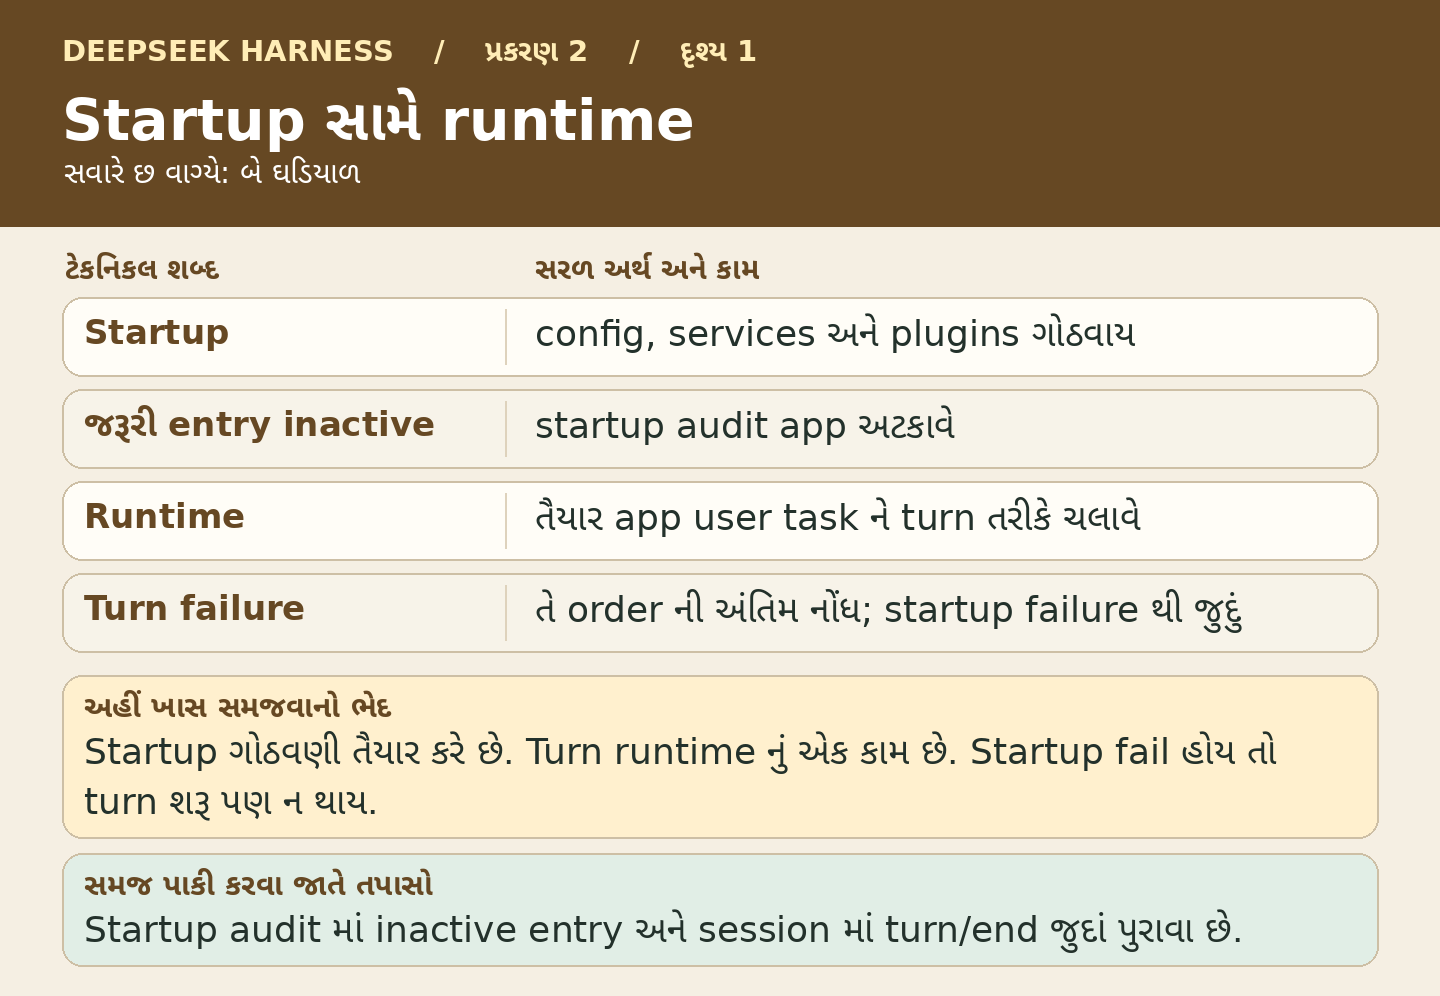 DEEPSEEK HARNESS / પ્રકરણ 2 / દૃશ્ય 1
Startup સામે runtime
સવારે છ વાગ્યે: બે ઘડિયાળ
ટેકનિકલ શબ્દ સરળ અર્થ અને કામ
Startup config, services અને plugins ગોઠવાય
જરૂરી entry inactive startup audit app અટકાવે
Runtime તૈયાર app user task ને turn તરીકે ચલાવે
Turn failure તે order ની અંતિમ નોંધ; startup failure થી જુદું
અહીં ખાસ સમજવાનો ભેદ
Startup ગોઠવણી તૈયાર કરે છે. Turn runtime નું એક કામ છે. Startup fail હોય તો
turn શરૂ પણ ન થાય.
સમજ પાકી કરવા જાતે તપાસો
Startup audit માં inactive entry અને session માં turn/end જુદાં પુરાવા છે.